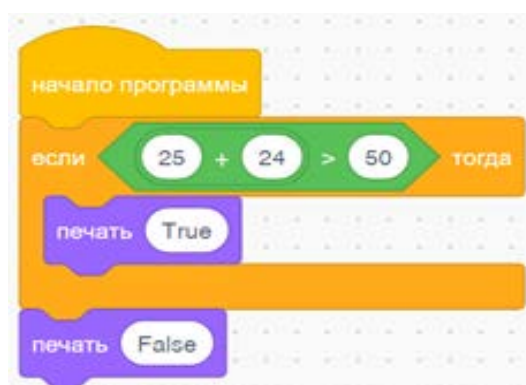 начало программы
если 25 + 24 > 50 тогда
печать True
печать False